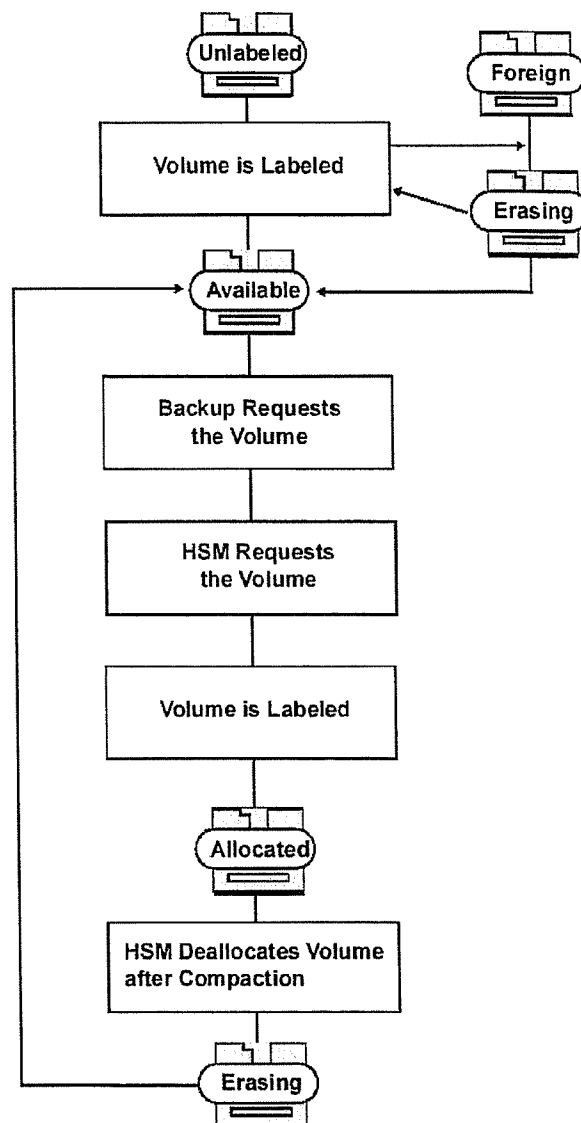 Unlabeled
Foreign
Volume is Labeled
Erasing
Available
Backup Requests
the Volume
HSM Requests
the Volume
Volume is Labeled
Allocated
HSM Deallocates Volume
after Compaction
Erasing